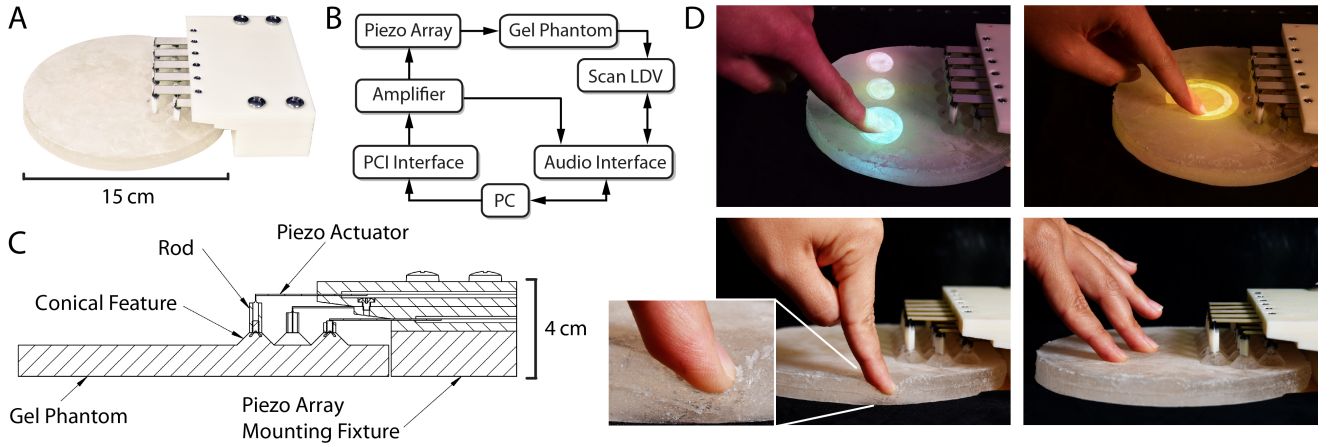 A
15 cm
B
Piezo Array
Gel Phantom
Scan LDV
Amplifier
PCI Interface
Audio Interface
PC
C
Piezo Actuator
Rod
Conical Feature
4 cm
Gel Phantom
Piezo Array
Mounting Fixture
D